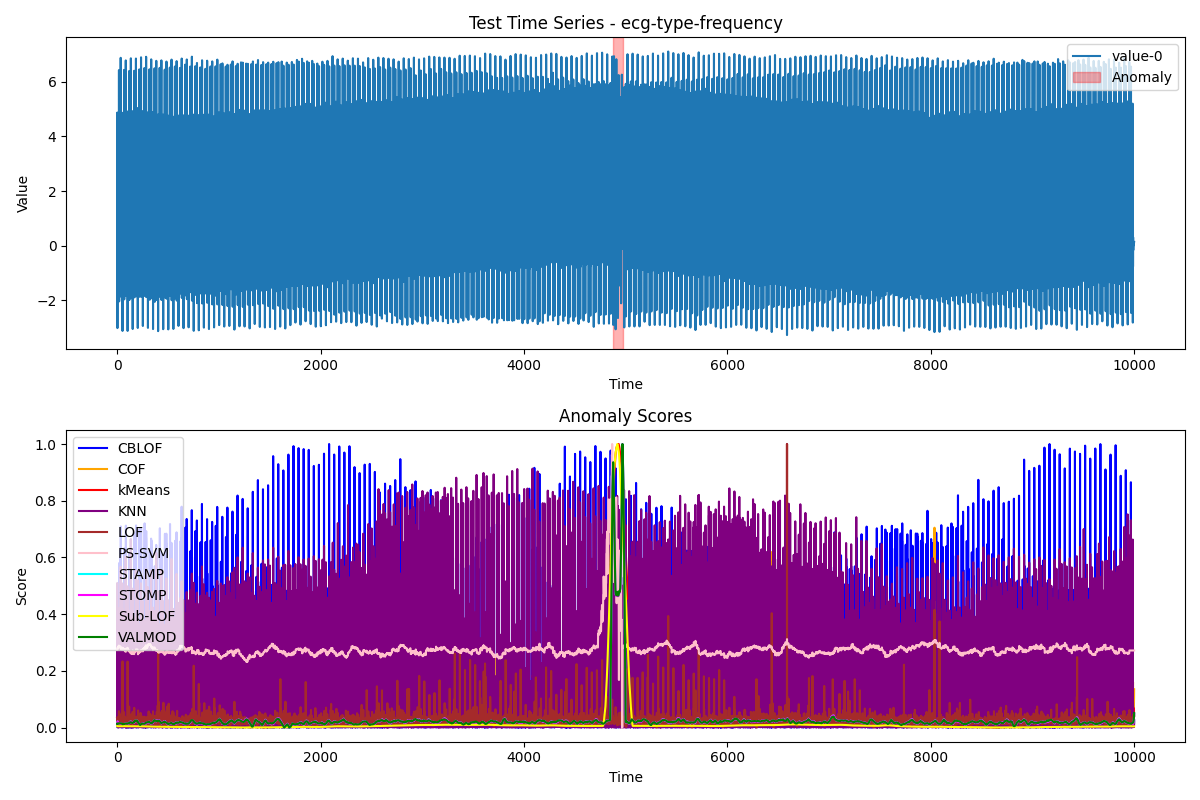 Test Time Series - ecg-type-frequency
value-0
Anomaly
6
4
2
0
−2
Value
0
2000
4000
6000
8000
10000
Time
Anomaly Scores
CBLOF
COF
kMeans
KNN
LOF
PS-SVM
STAMP
STOMP
Sub-LOF
VALMOD
1.0
0.8
0.6
0.4
0.2
0.0
Score
0
2000
4000
6000
8000
10000
Time